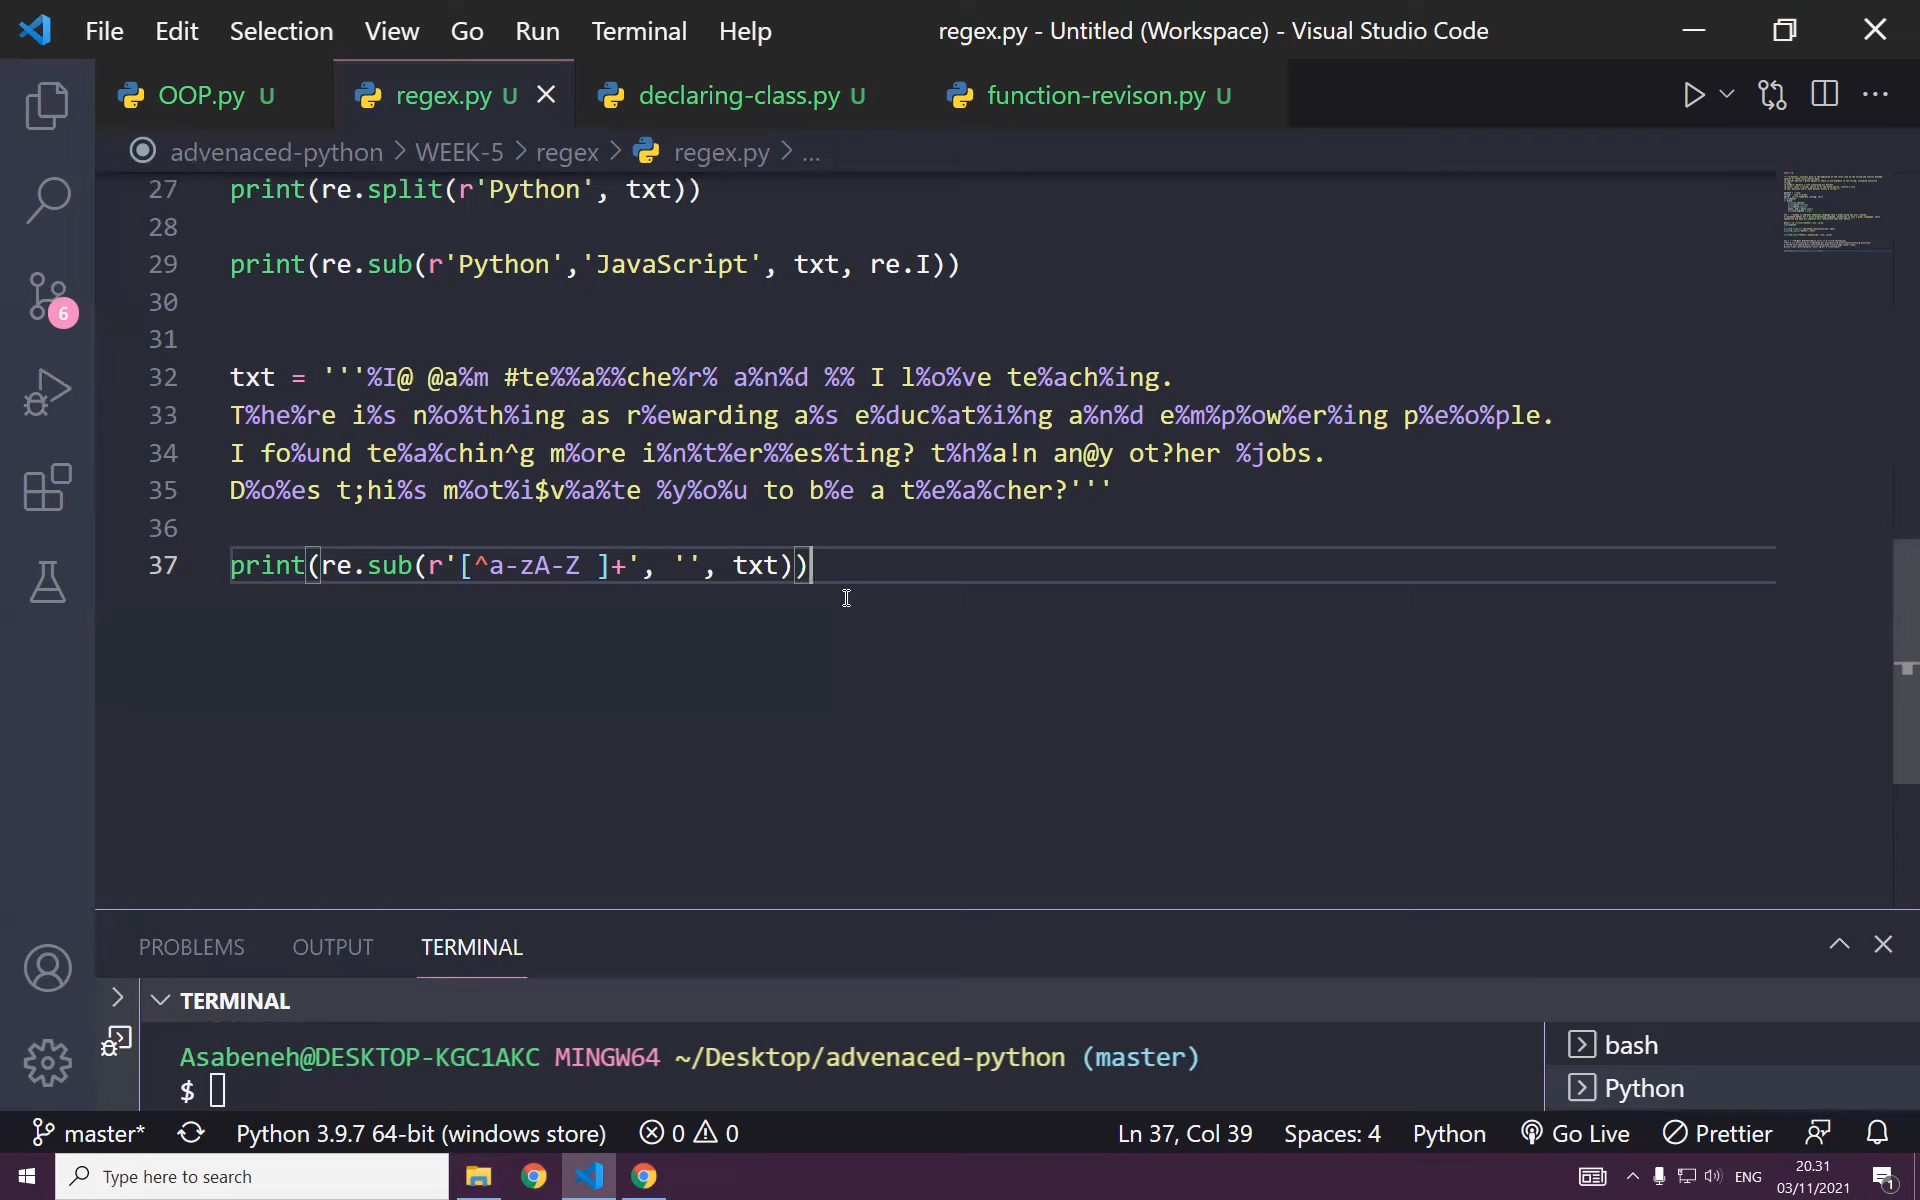 File Edit Selection View Go Run Terminal Help regex.py - Untitled (Workspace) - Visual Studio Code
OOP.py U regex.py U declaring-class.py U function-revison.py U
advenaced-python > WEEK-5 > regex > regex.py > ...
27 print(re.split(r'Python', txt))
28
29 print(re.sub(r'Python','JavaScript', txt, re.I))
30
31
32 txt = '''%I@ @a%m #te%%a%%che%r% a%n%d %% I l%o%ve te%ach%ing.
33 T%he%re i%s n%o%th%ing as r%ewarding a%s e%duc%at%i%ng a%n%d e%m%p%ow%er%ing p%e%o%ple.
34 I fo%und te%a%chin^g m%ore i%n%t%er%%es%ting? t%h%a!n an@y ot?her %jobs.
35 D%o%es t;hi%s m%ot%i$v%a%te %y%o%u to b%e a t%e%a%cher?'''
36
37 print(re.sub(r'[^a-zA-Z ]+', '', txt))
6
PROBLEMS OUTPUT TERMINAL
TERMINAL
Asabeneh@DESKTOP-KGC1AKC MINGW64 ~/Desktop/advenaced-python (master)
$
bash
Python
master* Python 3.9.7 64-bit (windows store) 0 0 Ln 37, Col 39 Spaces: 4 Python Go Live Prettier
Type here to search ENG 20.31
03/11/2021
1